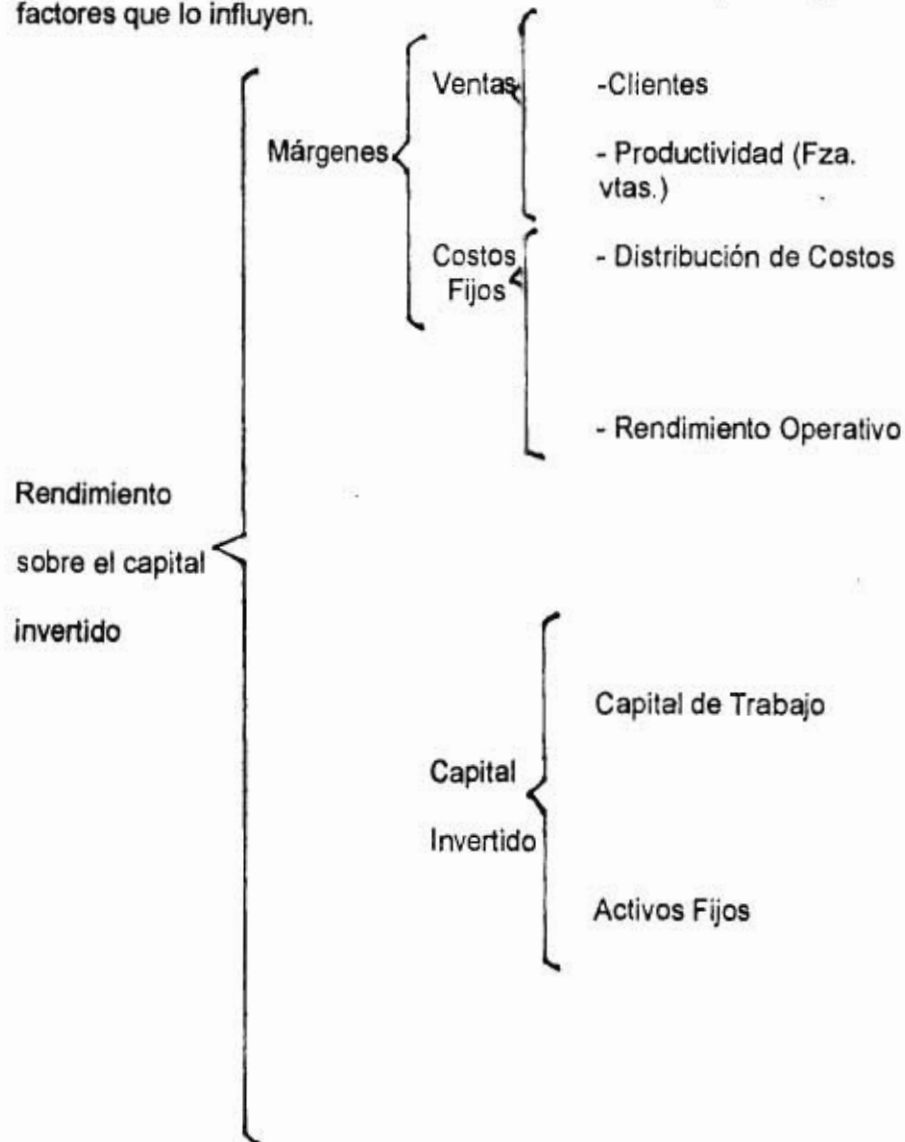 factores que lo influyen.
Ventas
-Clientes
Márgenes
- Productividad (Fza.
vtas.)
Costos
Fijos
- Distribución de Costos
- Rendimiento Operativo
Rendimiento
sobre el capital
invertido
Capital de Trabajo
Capital
Invertido
Activos Fijos